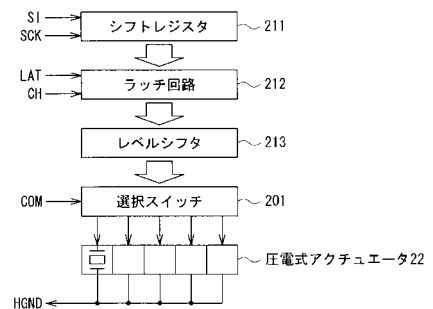 SI
SCK
シフトレジスタ
211
LAT
CH
ラッチ回路
212
レベルシフタ
213
COM
選択スイッチ
201
圧電式アクチュエータ22
HGND